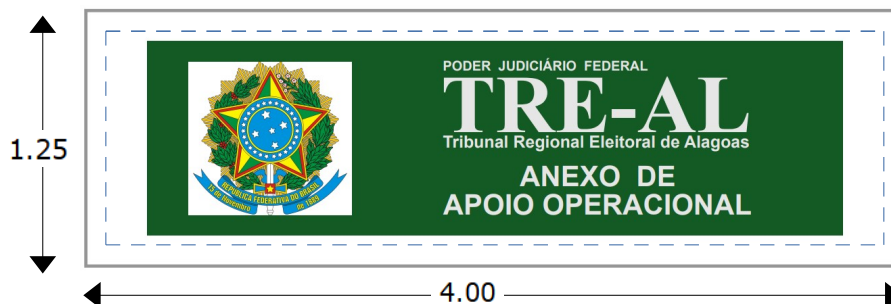 1.25
PODER JUDICIÁRIO FEDERAL
TRE-AL
Tribunal Regional Eleitoral de Alagoas
ANEXO DE
APOIO OPERACIONAL
REPÚBLICA FEDERATIVA DO BRASIL
15 de Novembro de 1889
4.00